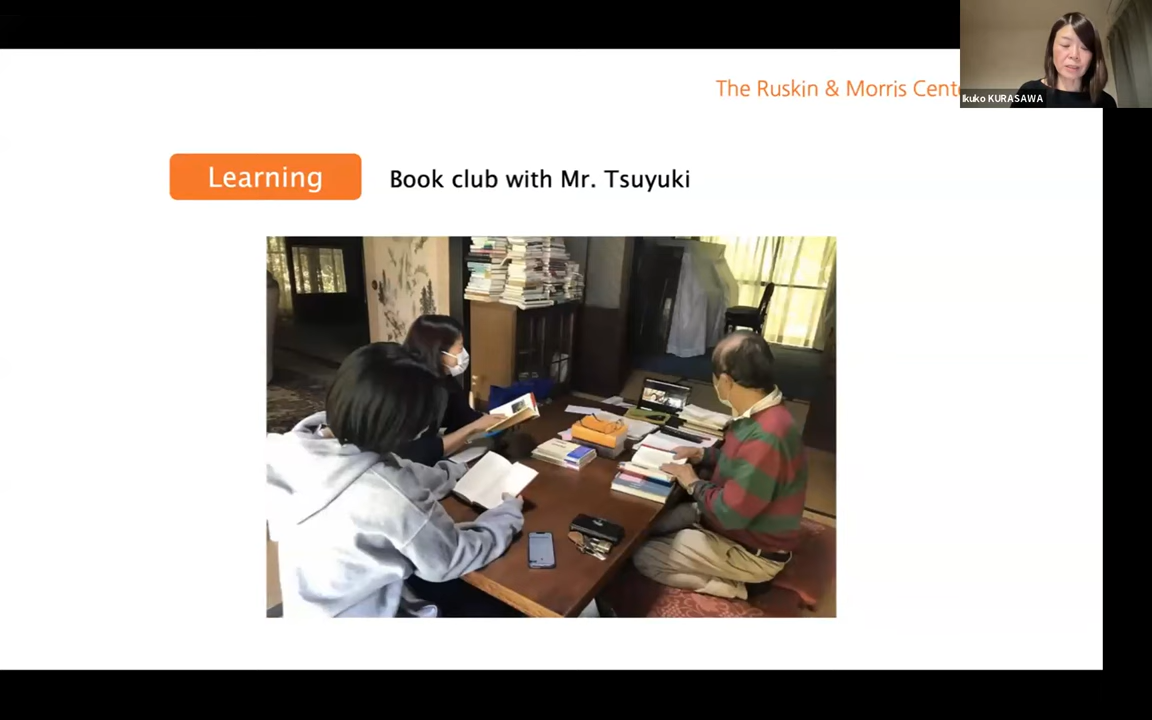 The Ruskin & Morris Cent
Ikuko KURASAWA
Learning
Book club with Mr. Tsuyuki